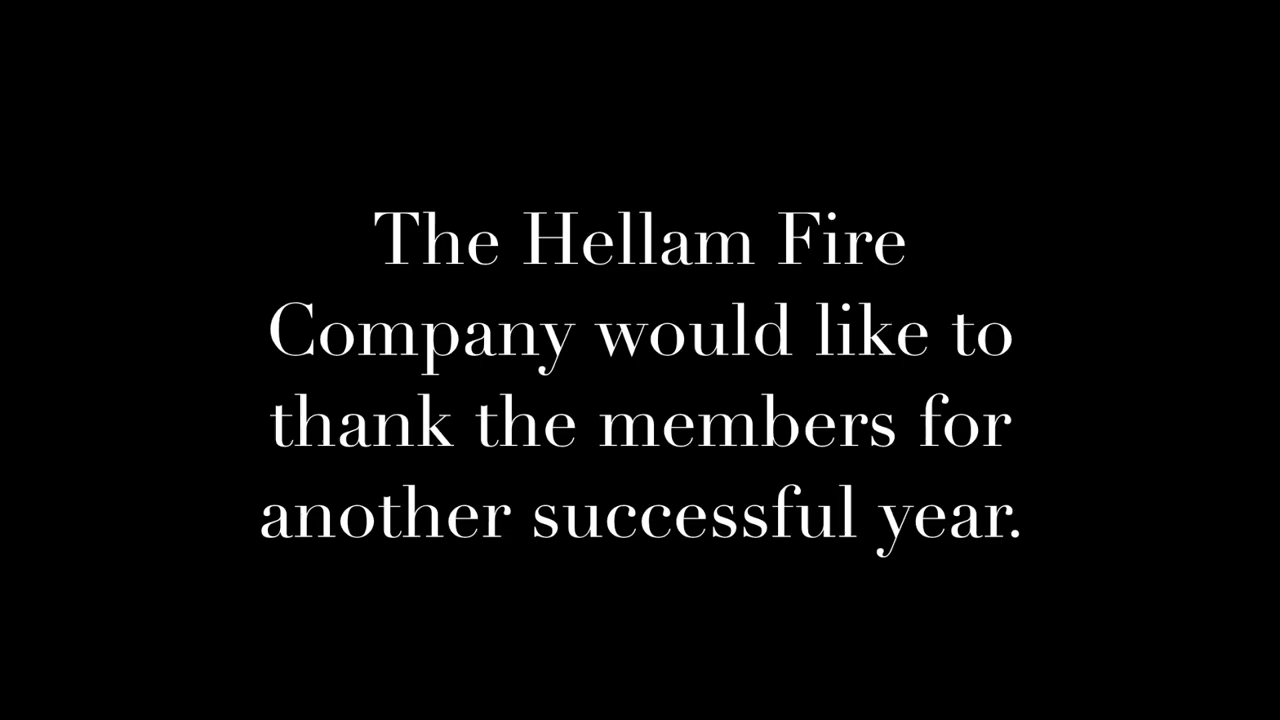 The Hellam Fire
Company would like to
thank the members for
another successful year.